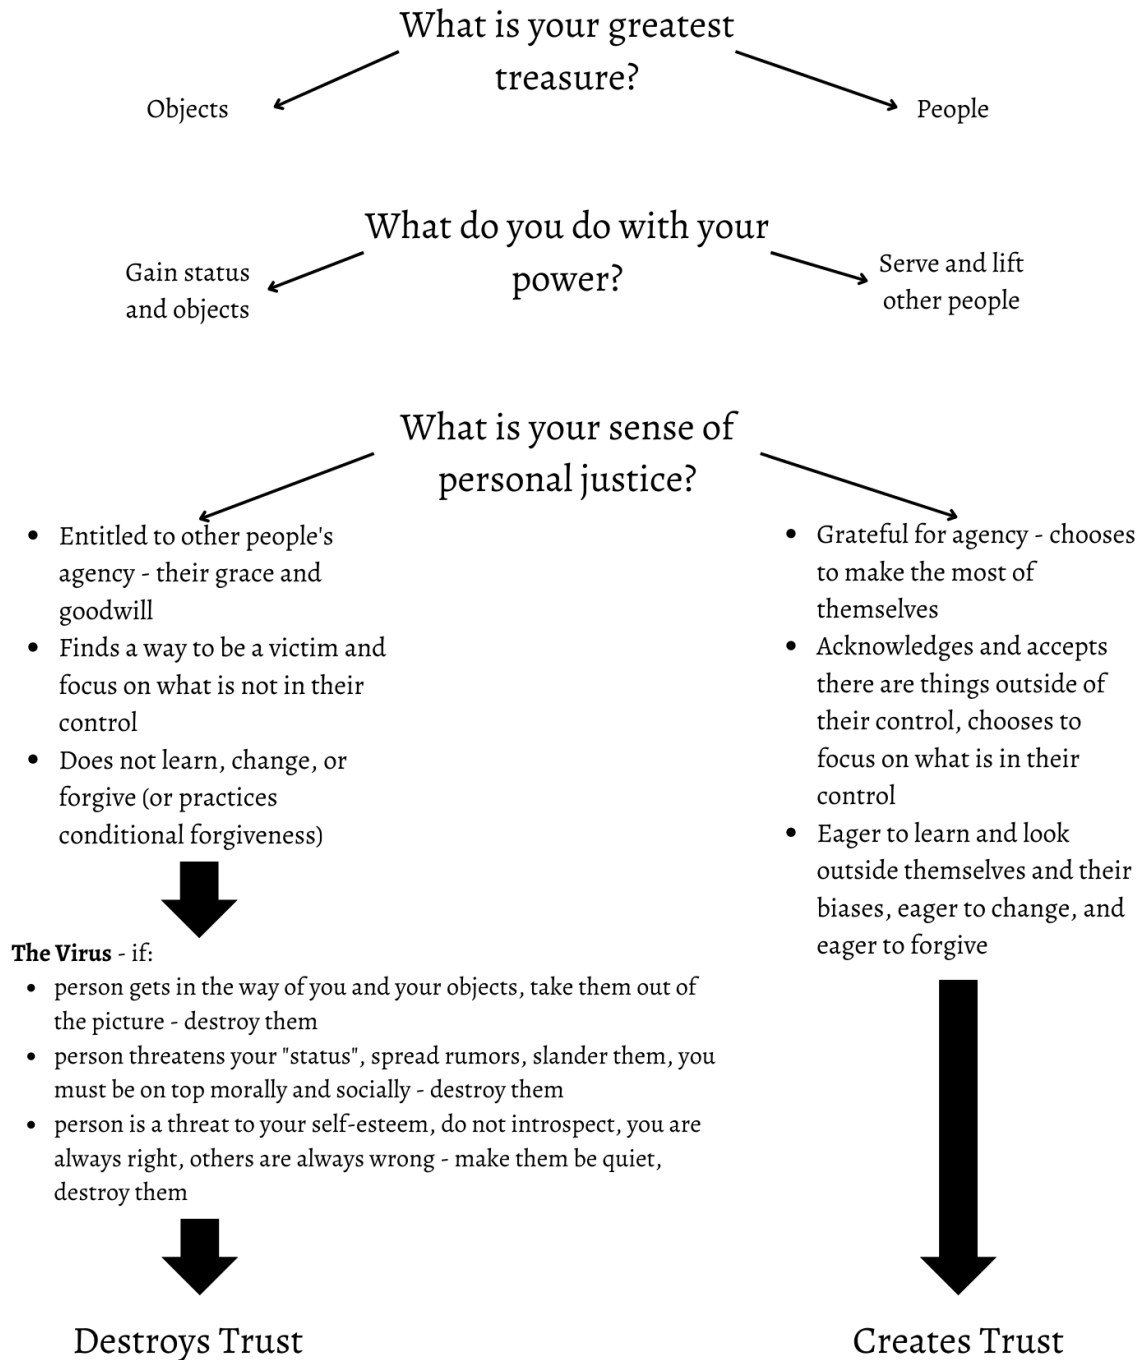 What is your greatest
treasure?
Objects
People
What do you do with your
power?
Gain status
and objects
Serve and lift
other people
What is your sense of
personal justice?
• Entitled to other people's
agency - their grace and
goodwill
• Finds a way to be a victim and
focus on what is not in their
control
• Does not learn, change, or
forgive (or practices
conditional forgiveness)
• Grateful for agency - chooses
to make the most of
themselves
• Acknowledges and accepts
there are things outside of
their control, chooses to
focus on what is in their
control
• Eager to learn and look
outside themselves and their
biases, eager to change, and
eager to forgive
The Virus - if:
• person gets in the way of you and your objects, take them out of
the picture - destroy them
• person threatens your "status", spread rumors, slander them, you
must be on top morally and socially - destroy them
• person is a threat to your self-esteem, do not introspect, you are
always right, others are always wrong - make them be quiet,
destroy them
Destroys Trust
Creates Trust